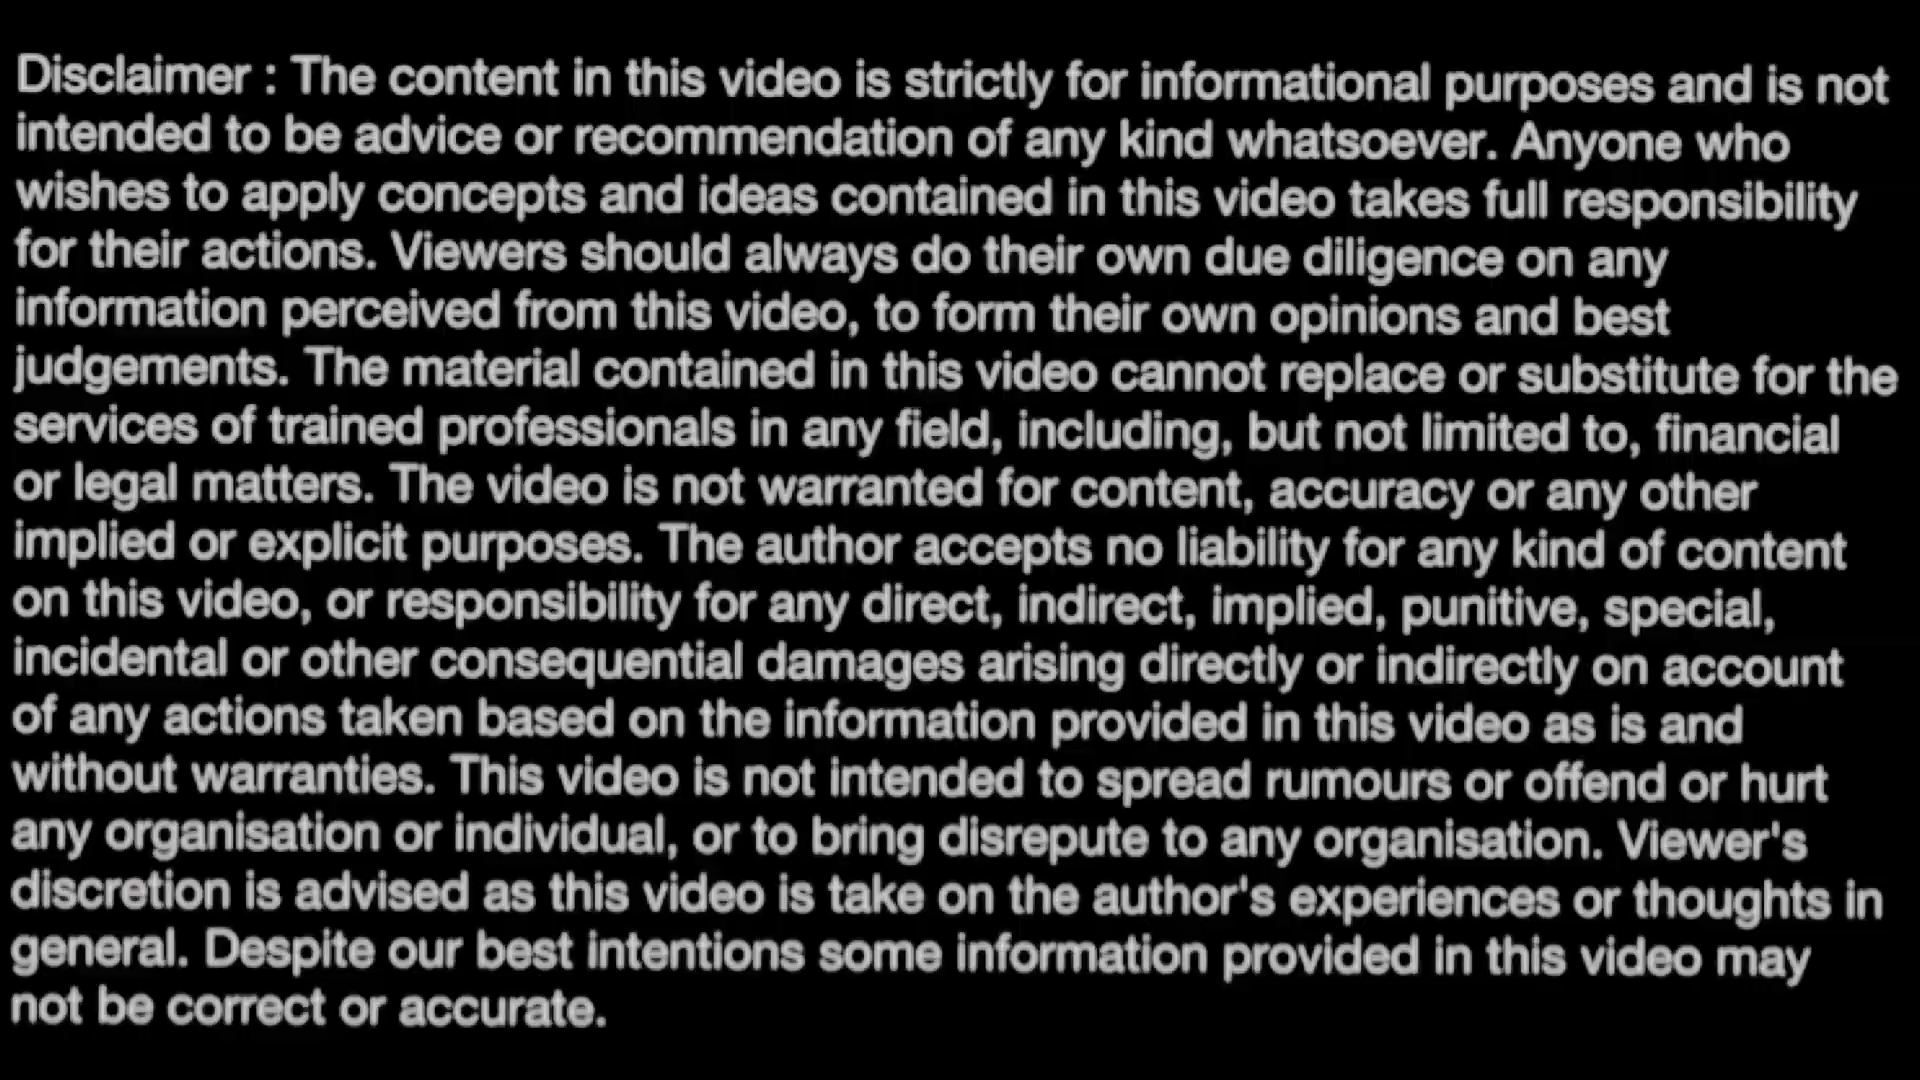 Disclaimer : The content in this video is strictly for informational purposes and is not
intended to be advice or recommendation of any kind whatsoever. Anyone who
wishes to apply concepts and ideas contained in this video takes full responsibility
for their actions. Viewers should always do their own due diligence on any
information perceived from this video, to form their own opinions and best
judgements. The material contained in this video cannot replace or substitute for the
services of trained professionals in any field, including, but not limited to, financial
or legal matters. The video is not warranted for content, accuracy or any other
implied or explicit purposes. The author accepts no liability for any kind of content
on this video, or responsibility for any direct, indirect, implied, punitive, special,
incidental or other consequential damages arising directly or indirectly on account
of any actions taken based on the information provided in this video as is and
without warranties. This video is not intended to spread rumours or offend or hurt
any organisation or individual, or to bring disrepute to any organisation. Viewer's
discretion is advised as this video is take on the author's experiences or thoughts in
general. Despite our best intentions some information provided in this video may
not be correct or accurate.